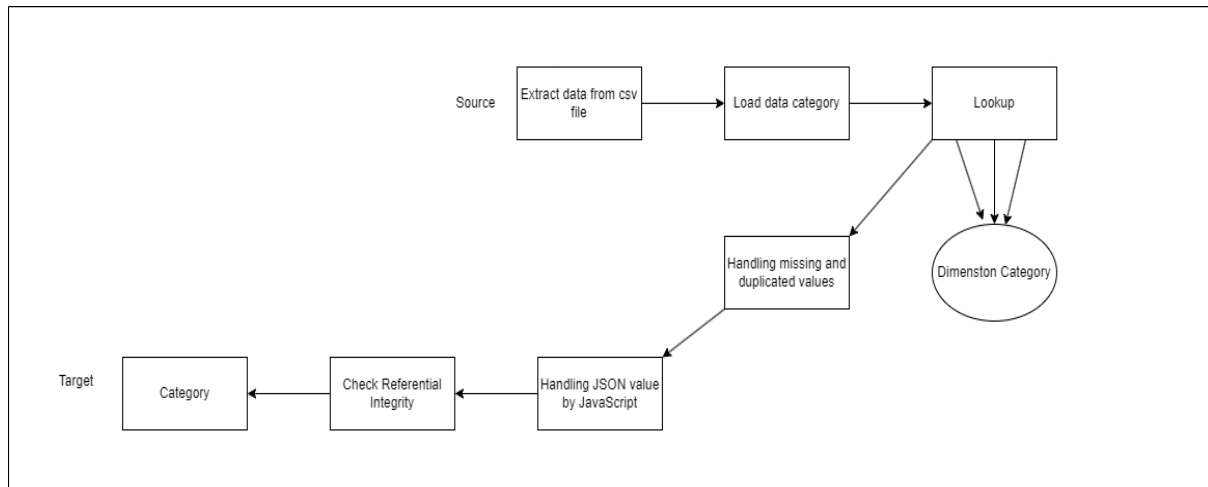 Source
Extract data from csv
file
Load data category
Lookup
Handling missing and
duplicated values
Dimenston Category
Target
Category
Check Referential
Integrity
Handling JSON value
by JavaScript